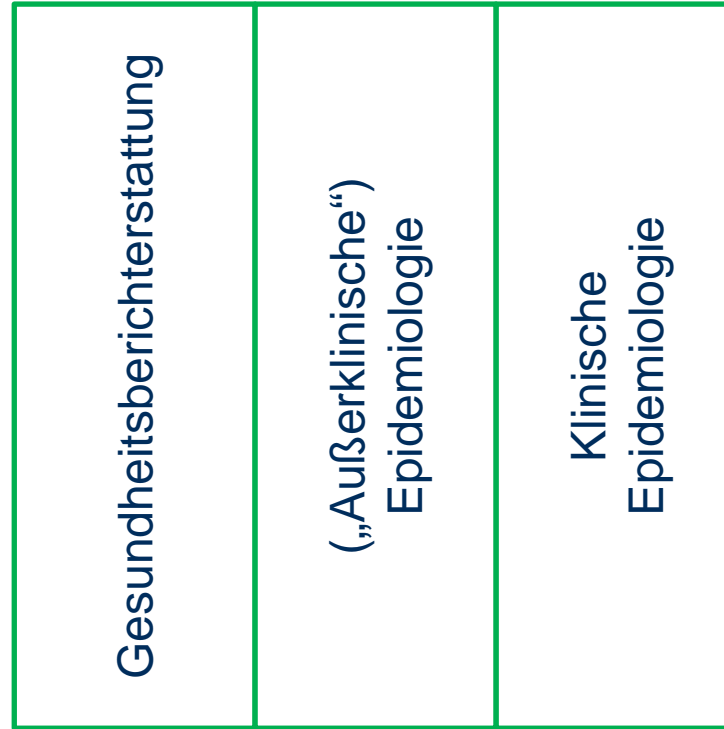 Gesundheitsberichterstattung
(„Außerklinische“)
Epidemiologie
Klinische
Epidemiologie